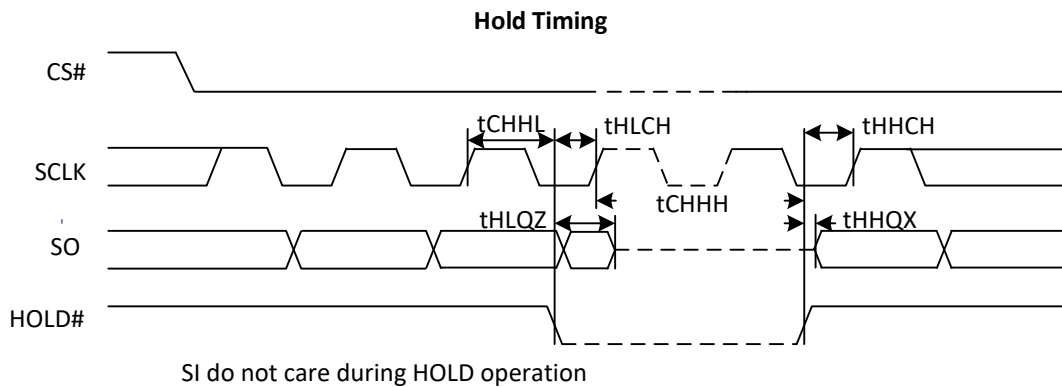 Hold Timing
CS#
tCHHL
tHLCH
tHHCH
SCLK
tCHHH
tHLQZ
tHHQX
SO
HOLD#
SI do not care during HOLD operation